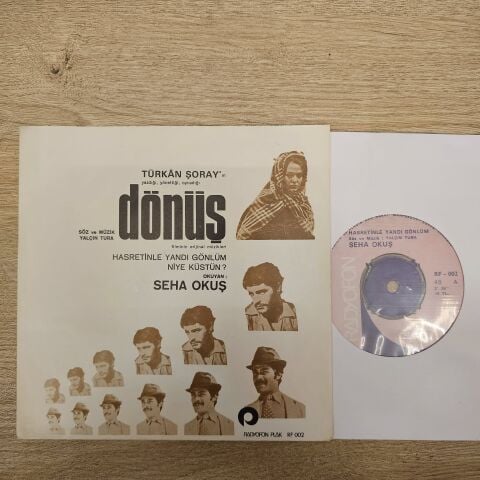 TÜRKÂN ŞORAY'ın
yazdığı, yönettiği, oynadığı
dönüş
SÖZ ve MÜZİK
YALÇIN TURA
filminin orijinal müzikleri
HASRETİNLE YANDI GÖNLÜM
NİYE KÜSTÜN ?
OKUYAN :
SEHA OKUŞ
RADYOFON PLAK RF 002
HASRETİNLE YANDI GÖNLÜM
Söz ve Müzik : YALÇIN TURA
SEHA OKUŞ
RF - 002
45 A
RADYOFON